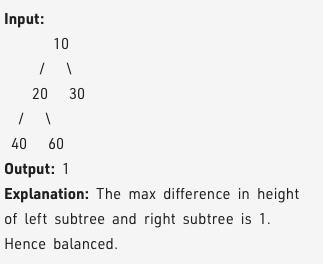 Input:
10
/ \
20 30
/ \
40 60
Output: 1
Explanation: The max difference in height
of left subtree and right subtree is 1.
Hence balanced.